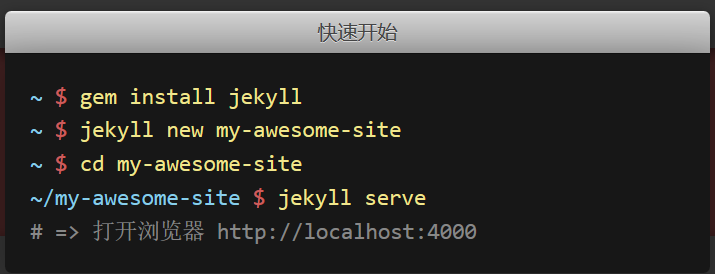 快速开始
~ $ gem install jekyll
~ $ jekyll new my-awesome-site
~ $ cd my-awesome-site
~/my-awesome-site $ jekyll serve
# => 打开浏览器 http://localhost:4000